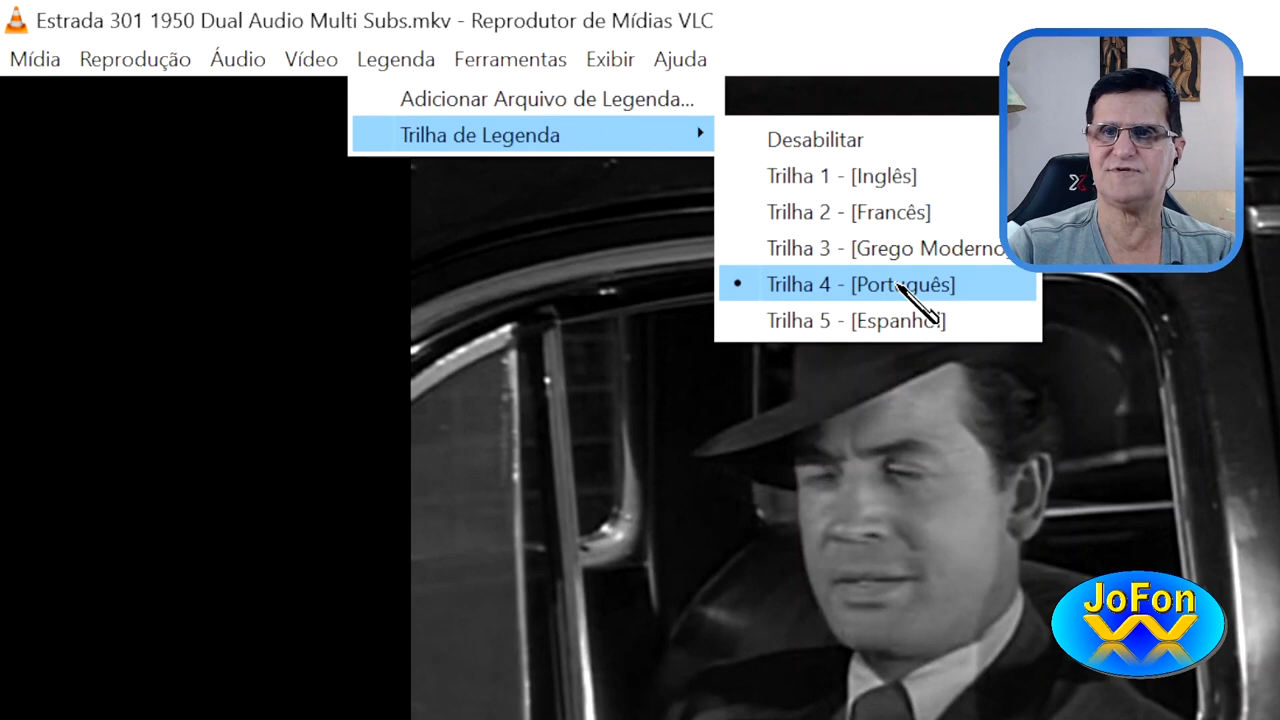 Estrada 301 1950 Dual Audio Multi Subs.mkv - Reprodutor de Mídias VLC
Mídia Reprodução Áudio Vídeo Legenda Ferramentas Exibir Ajuda
Adicionar Arquivo de Legenda...
Trilha de Legenda
Desabilitar
Trilha 1 - [Inglês]
Trilha 2 - [Francês]
Trilha 3 - [Grego Moderno]
Trilha 4 - [Português]
Trilha 5 - [Espanhol]
JoFon